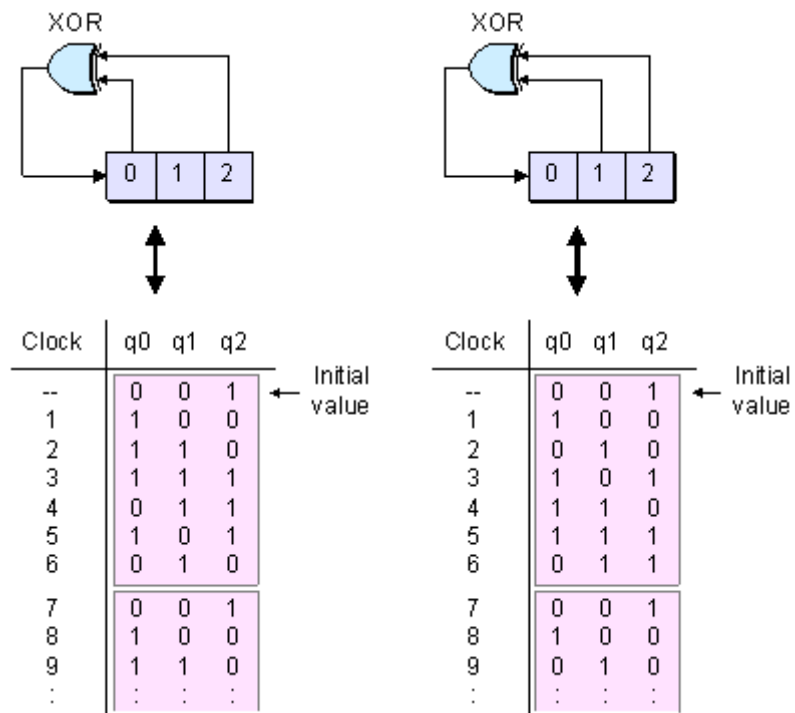 XOR
0 1 2
Clock q0 q1 q2
-- 0 0 1
Initial value
1 1 0 0
2 1 1 0
3 1 1 1
4 0 1 1
5 1 0 1
6 0 1 0
7 0 0 1
8 1 0 0
9 1 1 0
: : : :
XOR
0 1 2
Clock q0 q1 q2
-- 0 0 1
Initial value
1 1 0 0
2 0 1 0
3 1 0 1
4 1 1 0
5 1 1 1
6 0 1 1
7 0 0 1
8 1 0 0
9 0 1 0
: : : :